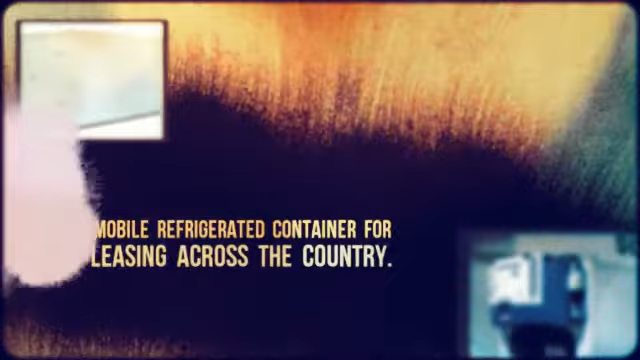 MOBILE REFRIGERATED CONTAINER FOR
LEASING ACROSS THE COUNTRY.